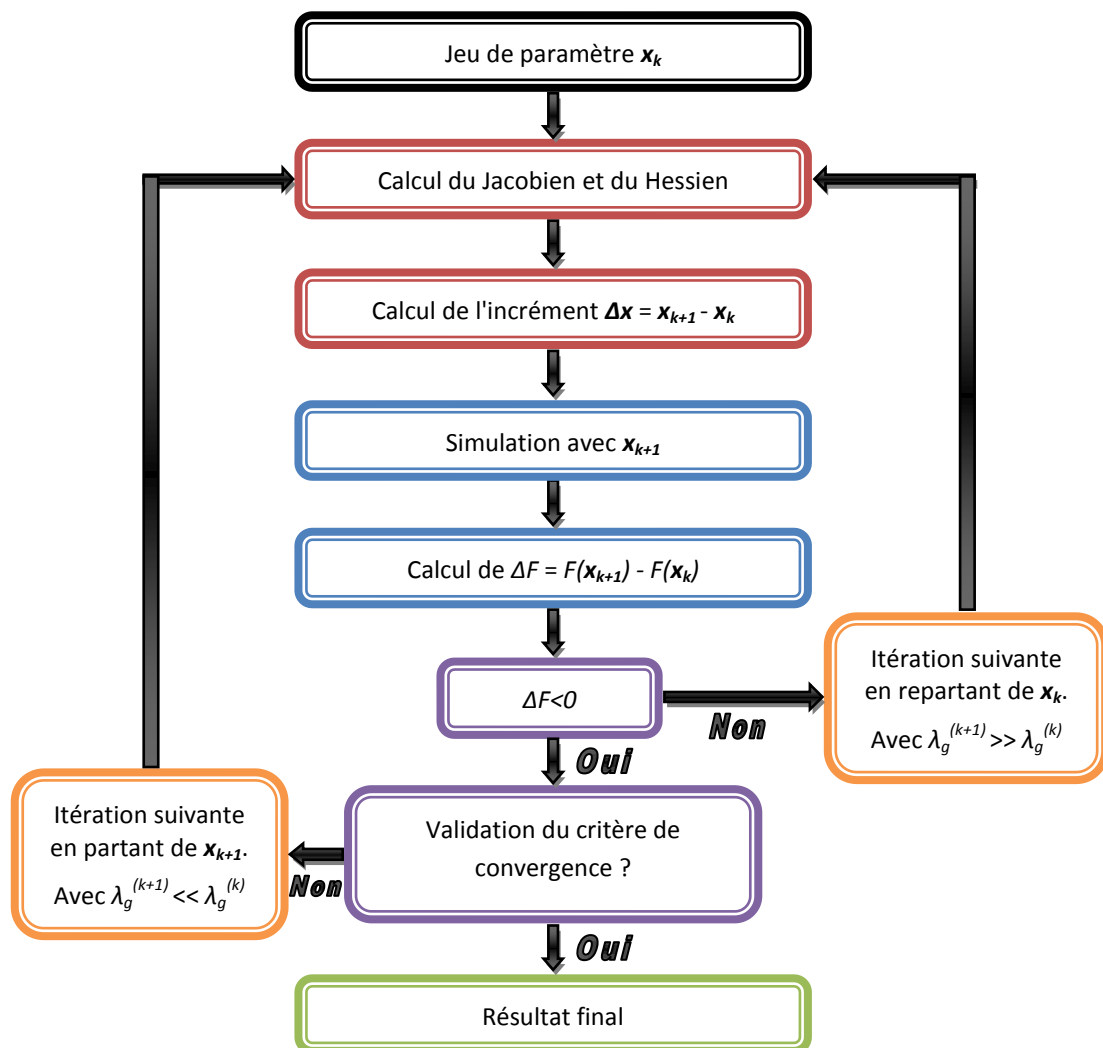 Jeu de paramètre x_k
Calcul du Jacobien et du Hessien
Calcul de l'incrément Δx = x_{k+1} - x_k
Simulation avec x_{k+1}
Calcul de ΔF = F(x_{k+1}) - F(x_k)
ΔF<0
Non
Itération suivante
en repartant de x_k.
Avec λ_g^{(k+1)} >> λ_g^{(k)}
Oui
Validation du critère de
convergence ?
Non
Itération suivante
en partant de x_{k+1}.
Avec λ_g^{(k+1)} << λ_g^{(k)}
Oui
Résultat final